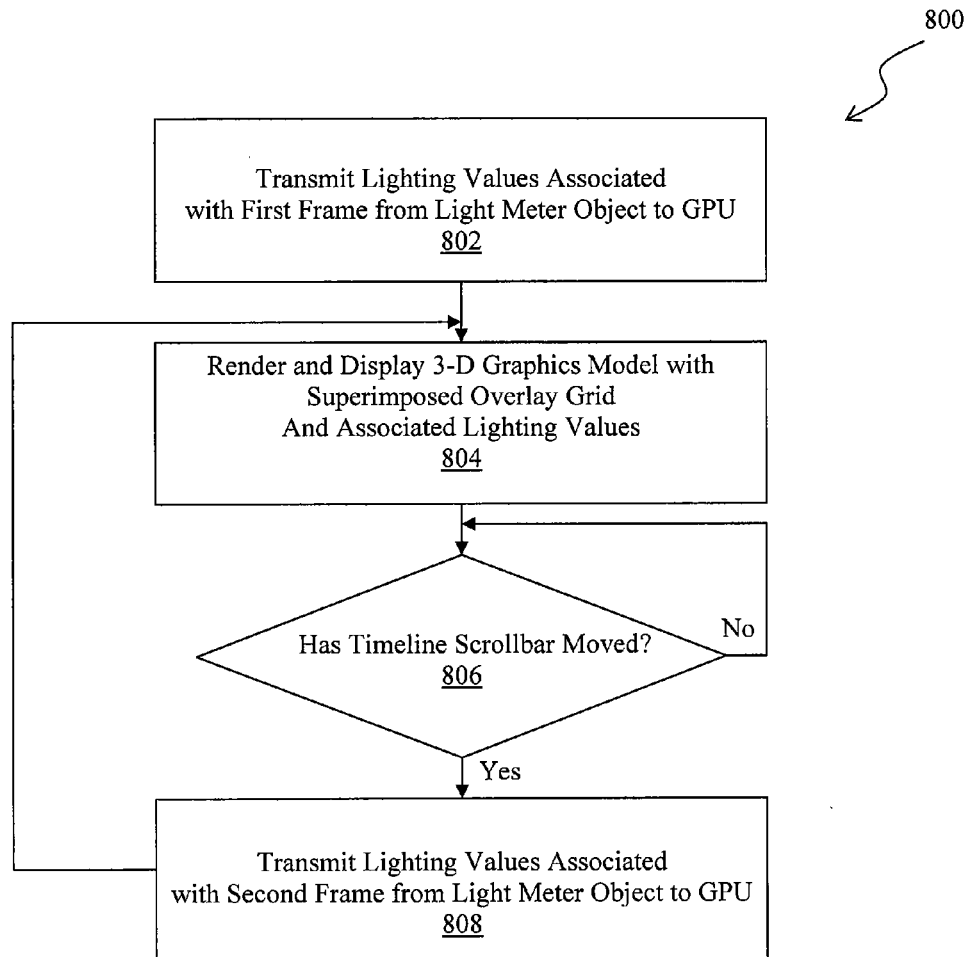 800
Transmit Lighting Values Associated
with First Frame from Light Meter Object to GPU
802
Render and Display 3-D Graphics Model with
Superimposed Overlay Grid
And Associated Lighting Values
804
Has Timeline Scrollbar Moved?
806
No
Yes
Transmit Lighting Values Associated
with Second Frame from Light Meter Object to GPU
808